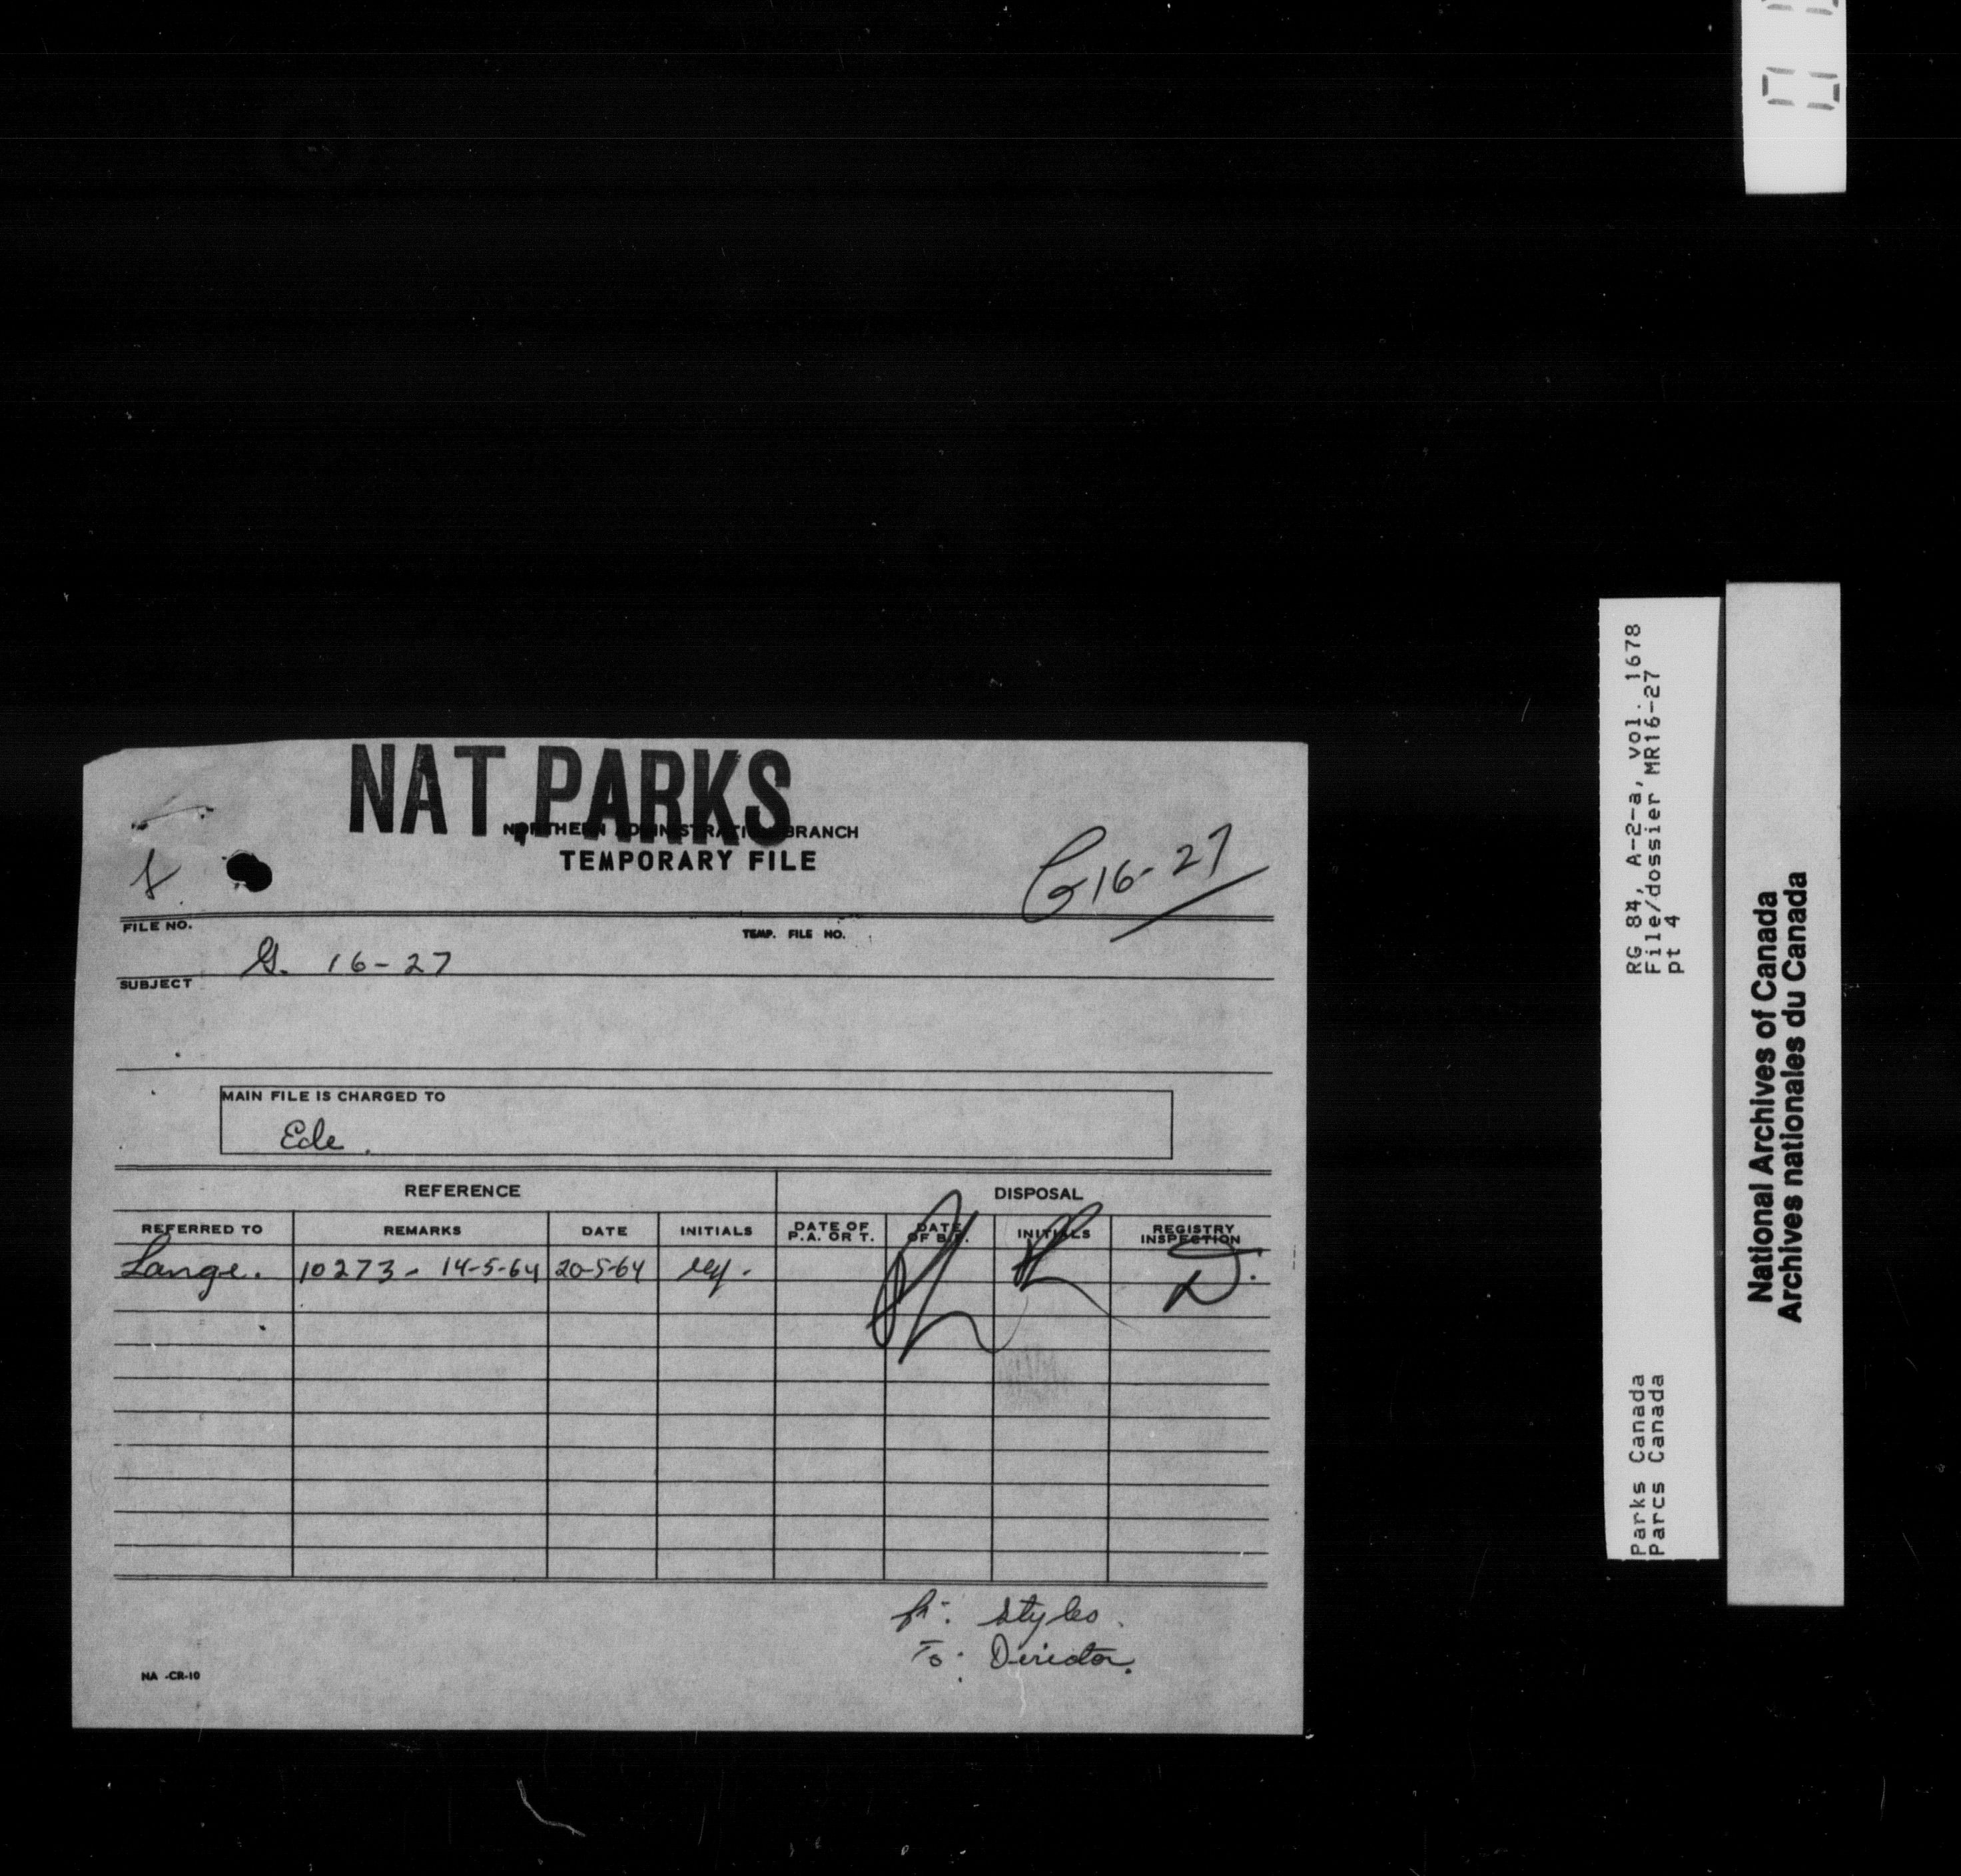 NAT PARKS
NORTHERN ADMINISTRATIVE BRANCH
TEMPORARY FILE
G16-27
FILE NO.
TEMP. FILE NO.
G. 16-27
SUBJECT
MAIN FILE IS CHARGED TO
Ede.
REFERENCE
DISPOSAL
REFERRED TO REMARKS DATE INITIALS DATE OF P.A. OR T. DATE OF B.F. INITIALS REGISTRY INSPECTION
Lange. 10273 - 14-5-64 20-5-64
fr: Styles.
To: Director.
NA -CR-10
RG 84, A-2-a, vol. 1678
File/dossier MR16-27
pt 4
Parks Canada
Parcs Canada
National Archives of Canada
Archives nationales du Canada